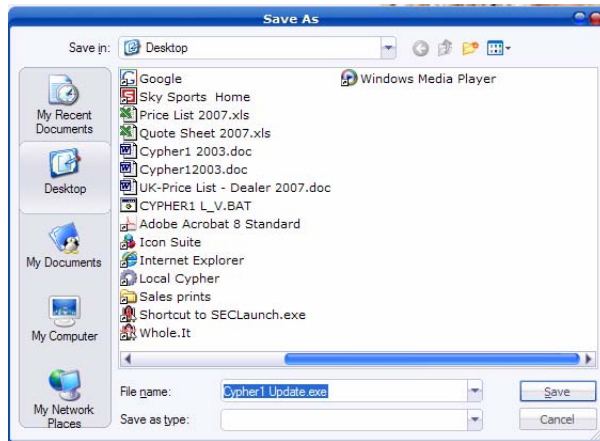 Save As
Save in: Desktop
Google
Sky Sports Home
Price List 2007.xls
Quote Sheet 2007.xls
Cypher1 2003.doc
Cypher12003.doc
UK-Price List - Dealer 2007.doc
CYPHER1 L_V.BAT
Adobe Acrobat 8 Standard
Icon Suite
Internet Explorer
Local Cypher
Sales prints
Shortcut to SECLaunch.exe
Whole.It
Windows Media Player
My Recent
Documents
Desktop
My Documents
My Computer
My Network
Places
File name: Cypher1 Update.exe Save
Save as type: Cancel